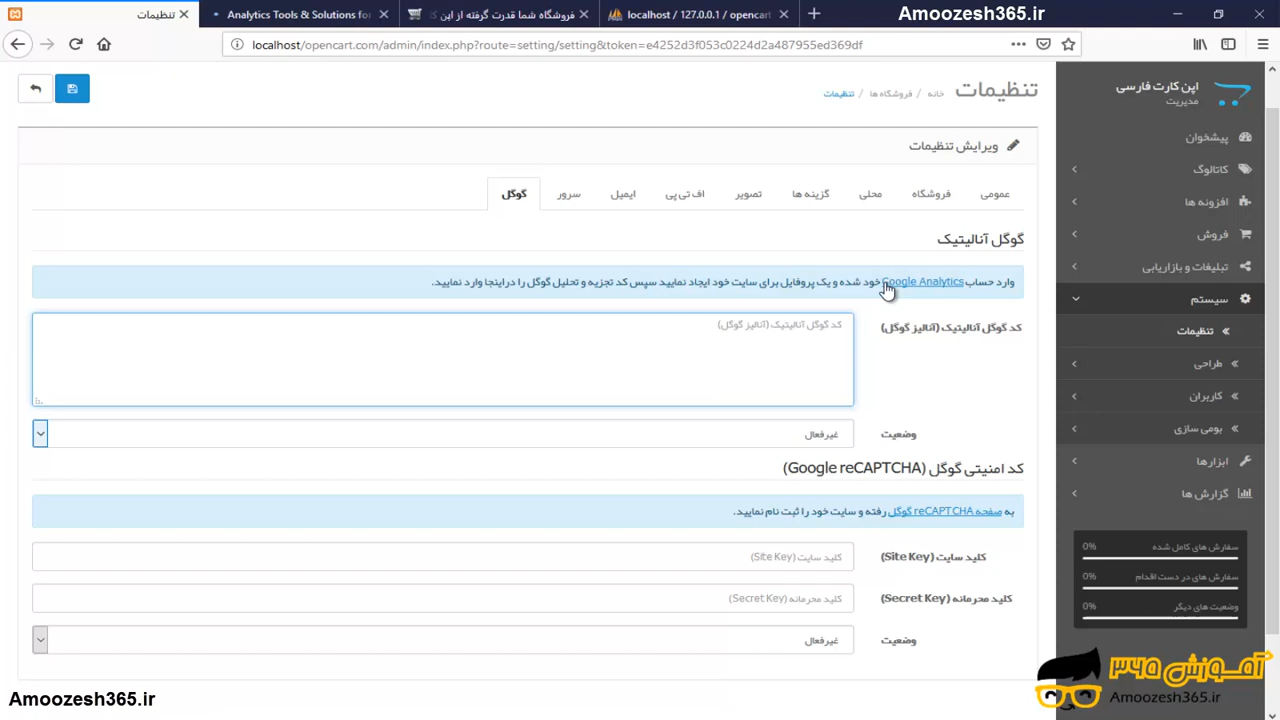 تنظیمات
Analytics Tools & Solutions for
فروشگاه شما قدرت گرفته از اپن
localhost / 127.0.0.1 / opencart
Amoozesh365.ir
localhost/opencart.com/admin/index.php?route=setting/setting&token=e4252d3f053c0224d2a487955ed369df
اپن کارت فارسی
مدیریت
پیشخوان
کاتالوگ
افزونه ها
فروش
تبلیغات و بازاریابی
سیستم
تنظیمات
طراحی
کاربران
بومی سازی
ابزارها
گزارش ها
سفارش های کامل شده 0%
سفارش های در دست اقدام 0%
وضعیت های دیگر 0%
تنظیمات
خانه / فروشگاه ها / تنظیمات
ویرایش تنظیمات
عمومی فروشگاه محلی گزینه ها تصویر اف تی پی ایمیل سرور گوگل
گوگل آنالیتیک
وارد حساب Google Analytics خود شده و یک پروفایل برای سایت خود ایجاد نمایید سپس کد تجزیه و تحلیل گوگل را دراینجا وارد نمایید.
کد گوگل آنالیتیک (آنالیز گوگل)
کد گوگل آنالیتیک (آنالیز گوگل)
وضعیت غیرفعال
کد امنیتی گوگل (Google reCAPTCHA)
به صفحه reCAPTCHA گوگل رفته و سایت خود را ثبت نام نمایید.
کلید سایت (Site Key) کلید سایت (Site Key)
کلید محرمانه (Secret Key) کلید محرمانه (Secret Key)
وضعیت غیرفعال
آموزش ۳۶۵
Amoozesh365.ir
Amoozesh365.ir